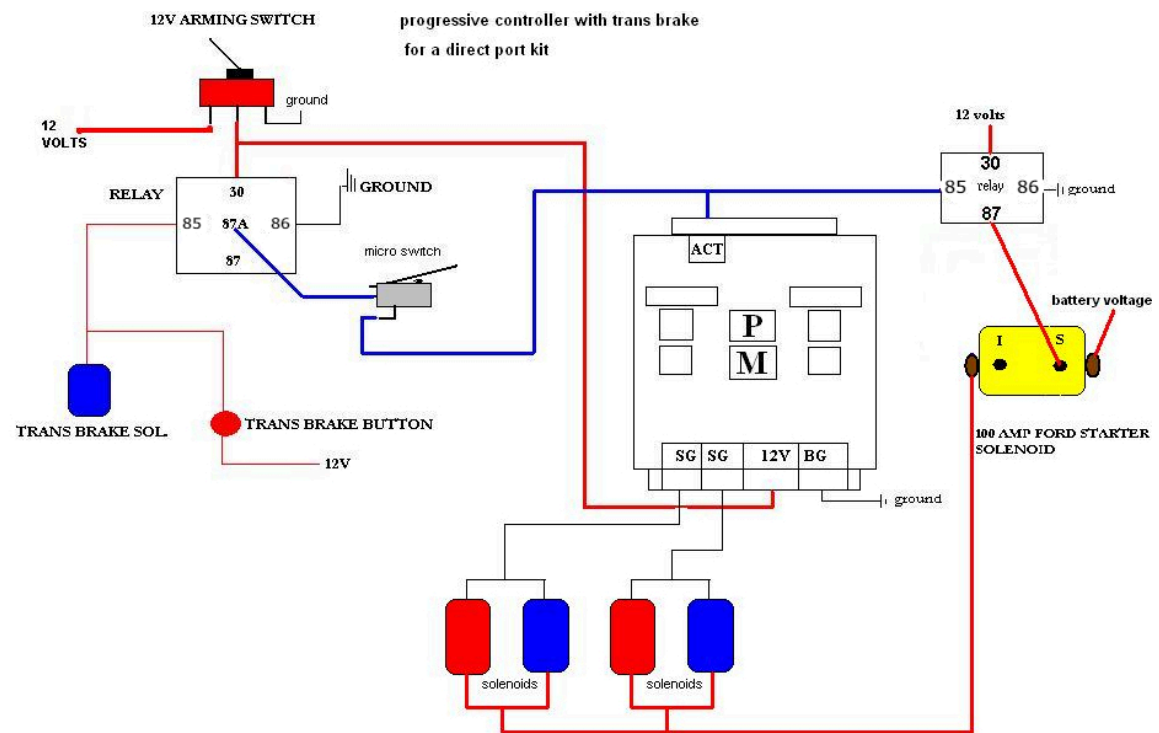 12V ARMING SWITCH
progressive controller with trans brake
for a direct port kit
ground
12
VOLTS
12 volts
RELAY
30
GROUND
85
87A
86
87
micro switch
30
85
relay
86
ground
87
ACT
P
M
battery voltage
I
S
TRANS BRAKE SOL.
TRANS BRAKE BUTTON
12V
100 AMP FORD STARTER
SOLENOID
SG
SG
12V
BG
ground
solenoids
solenoids